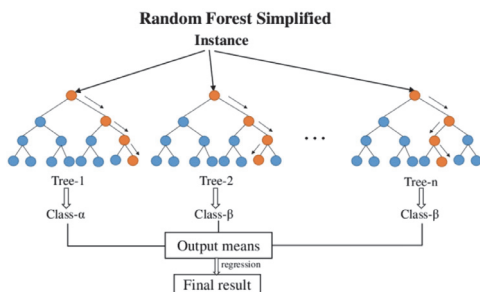 Random Forest Simplified
Instance
...
Tree-1 Tree-2 Tree-n
Class-α Class-β Class-β
Output means
regression
Final result